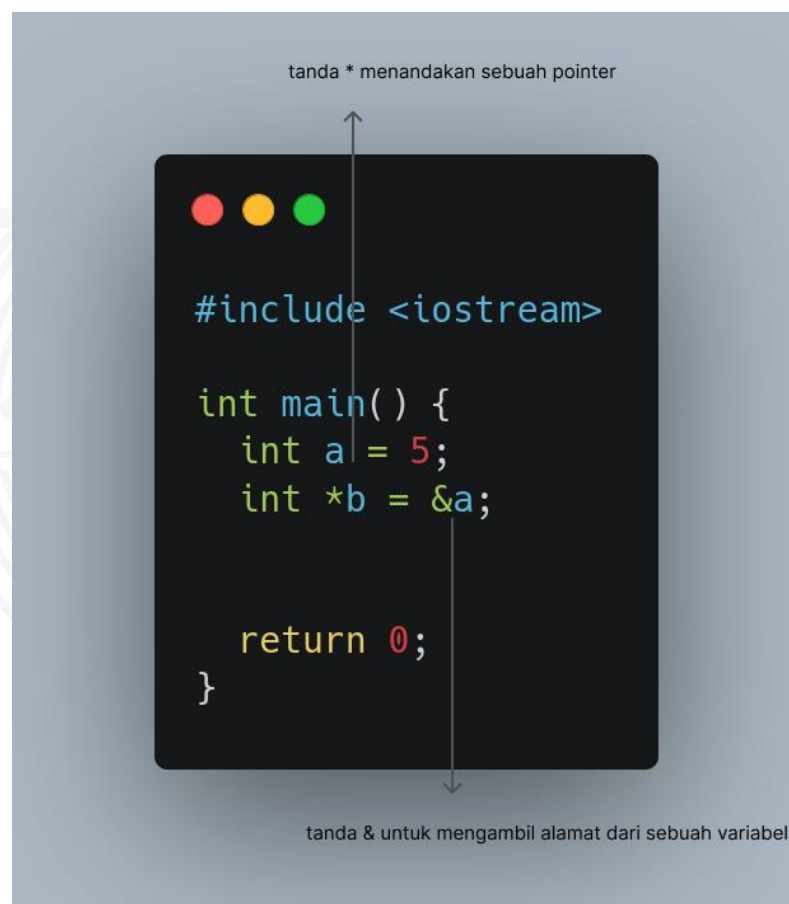 tanda * menandakan sebuah pointer
#include <iostream>
int main() {
int a = 5;
int *b = &a;
return 0;
}
tanda & untuk mengambil alamat dari sebuah variabel